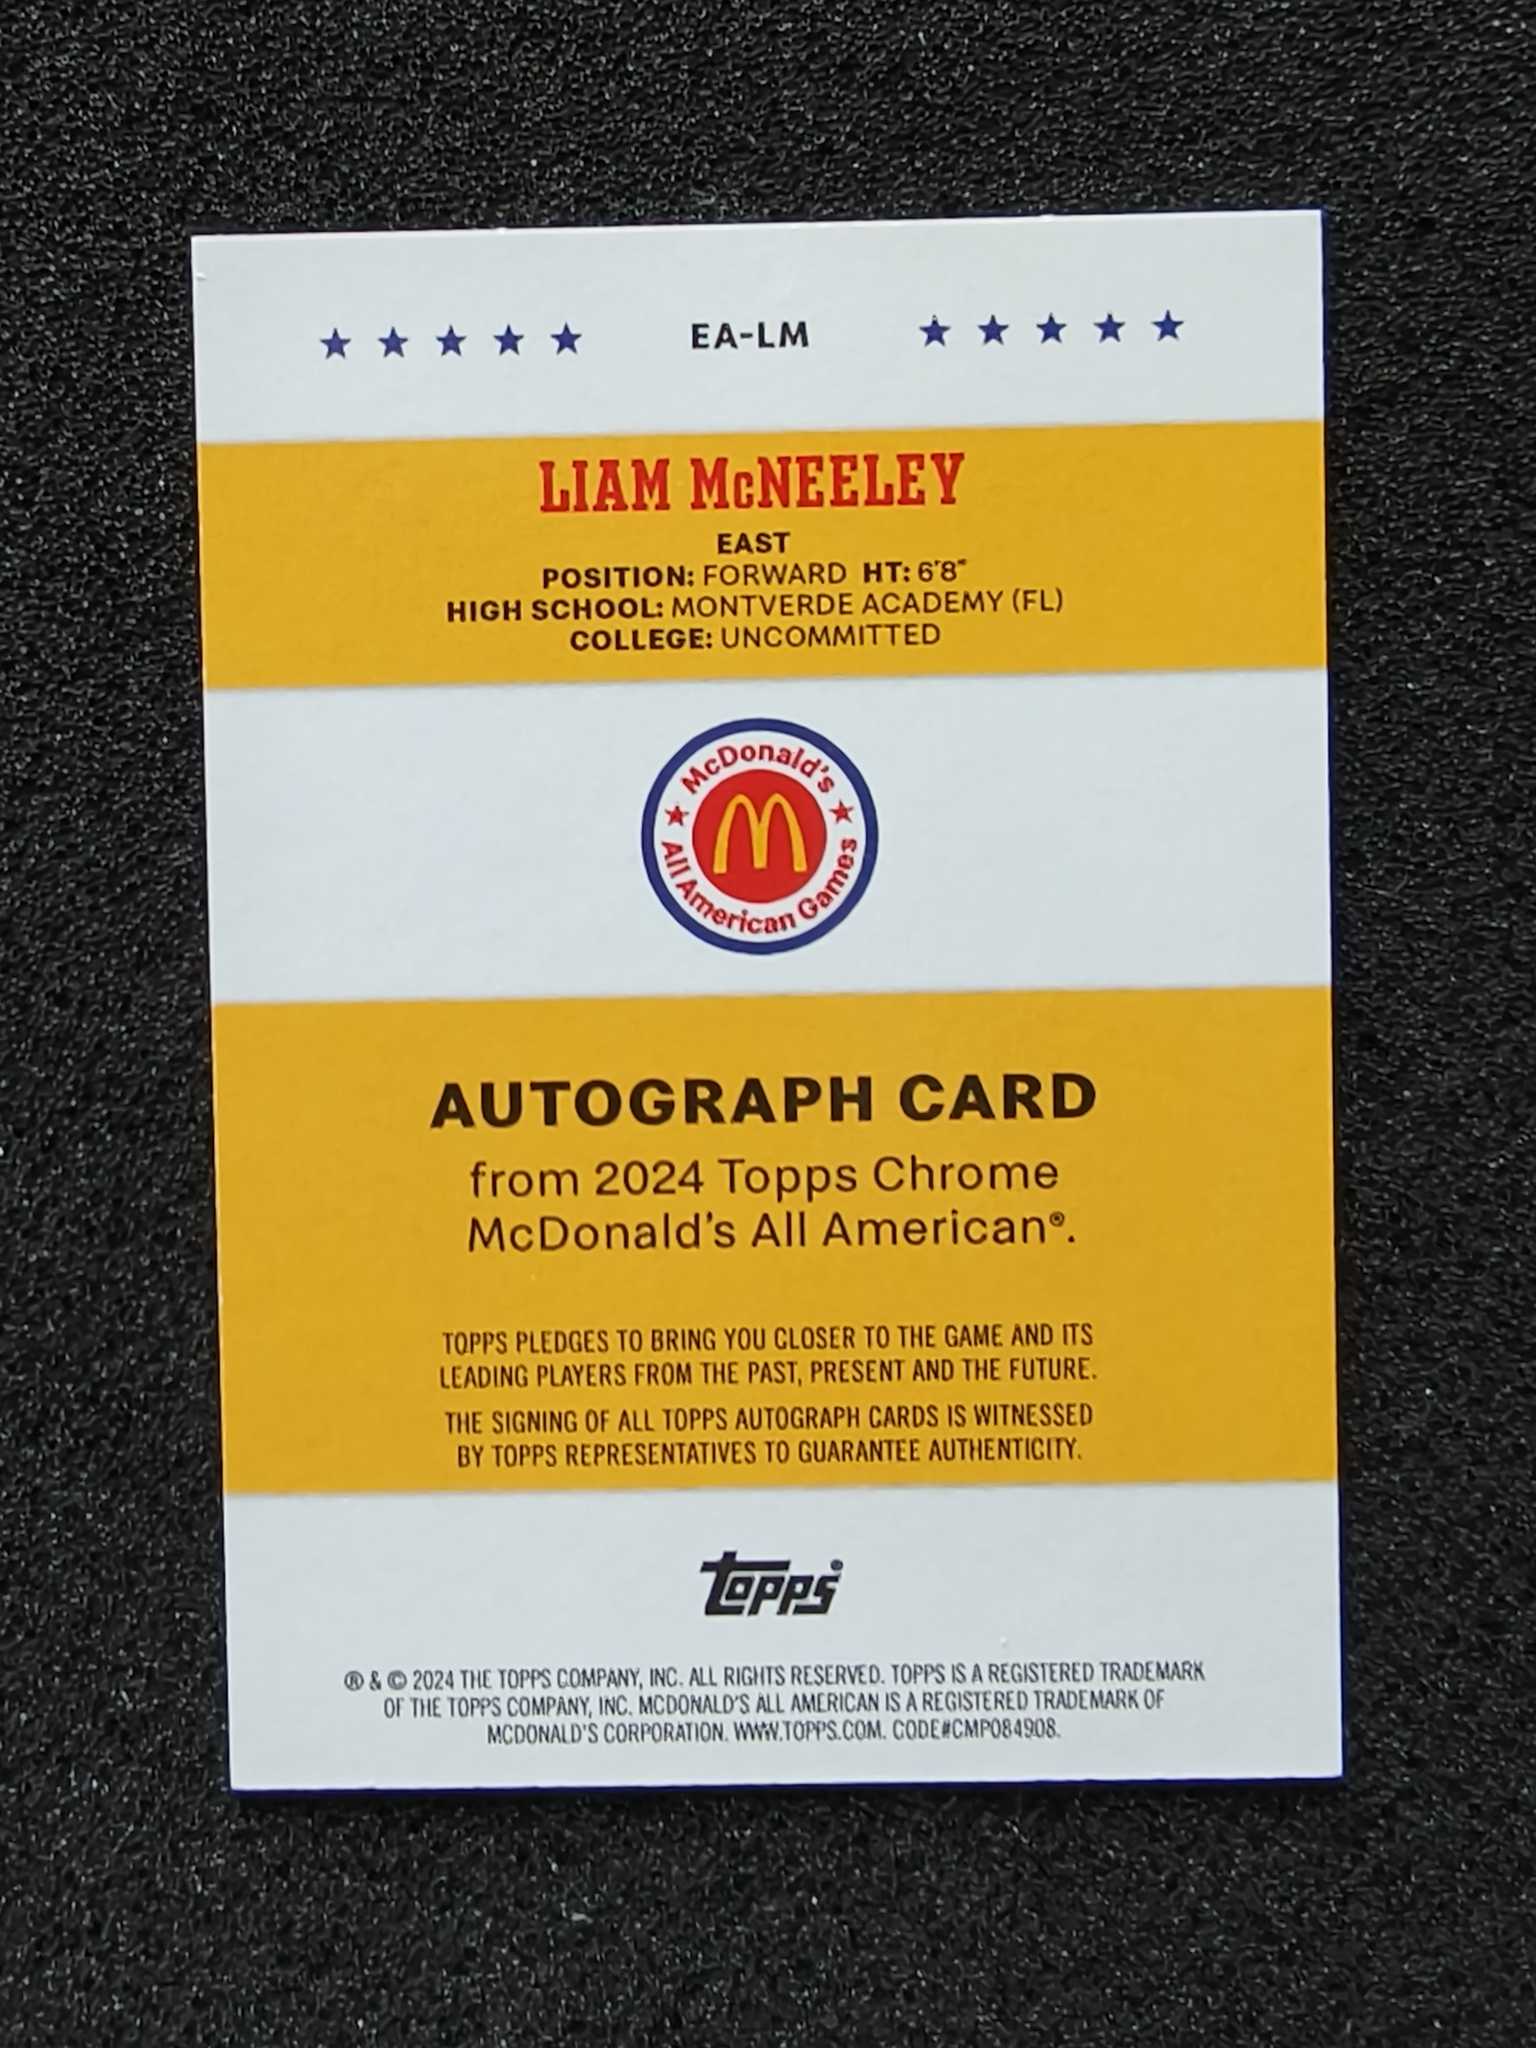 EA-LM
LIAM McNEELEY
EAST
POSITION: FORWARD HT: 6'8"
HIGH SCHOOL: MONTVERDE ACADEMY (FL)
COLLEGE: UNCOMMITTED
McDonald's
M
All American Games
AUTOGRAPH CARD
from 2024 Topps Chrome
McDonald's All American®.
TOPPS PLEDGES TO BRING YOU CLOSER TO THE GAME AND ITS
LEADING PLAYERS FROM THE PAST, PRESENT AND THE FUTURE.
THE SIGNING OF ALL TOPPS AUTOGRAPH CARDS IS WITNESSED
BY TOPPS REPRESENTATIVES TO GUARANTEE AUTHENTICITY.
topps®
® & © 2024 THE TOPPS COMPANY, INC. ALL RIGHTS RESERVED. TOPPS IS A REGISTERED TRADEMARK
OF THE TOPPS COMPANY, INC. MCDONALD'S ALL AMERICAN IS A REGISTERED TRADEMARK OF
MCDONALD'S CORPORATION. WWW.TOPPS.COM. CODE#CMP084908.